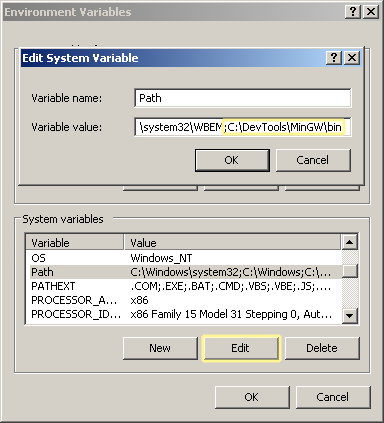 Environment Variables
Edit System Variable
Variable name:
Path
Variable value:
\system32\WBEM;C:\DevTools\MinGW\bin
OK
Cancel
System variables
Variable
Value
OS
Windows_NT
Path
C:\Windows\system32;C:\Windows;C:\...
PATHEXT
.COM;.EXE;.BAT;.CMD;.VBS;.VBE;.JS;....
PROCESSOR_A...
x86
PROCESSOR_ID...
x86 Family 15 Model 31 Stepping 0, Aut...
New
Edit
Delete
OK
Cancel